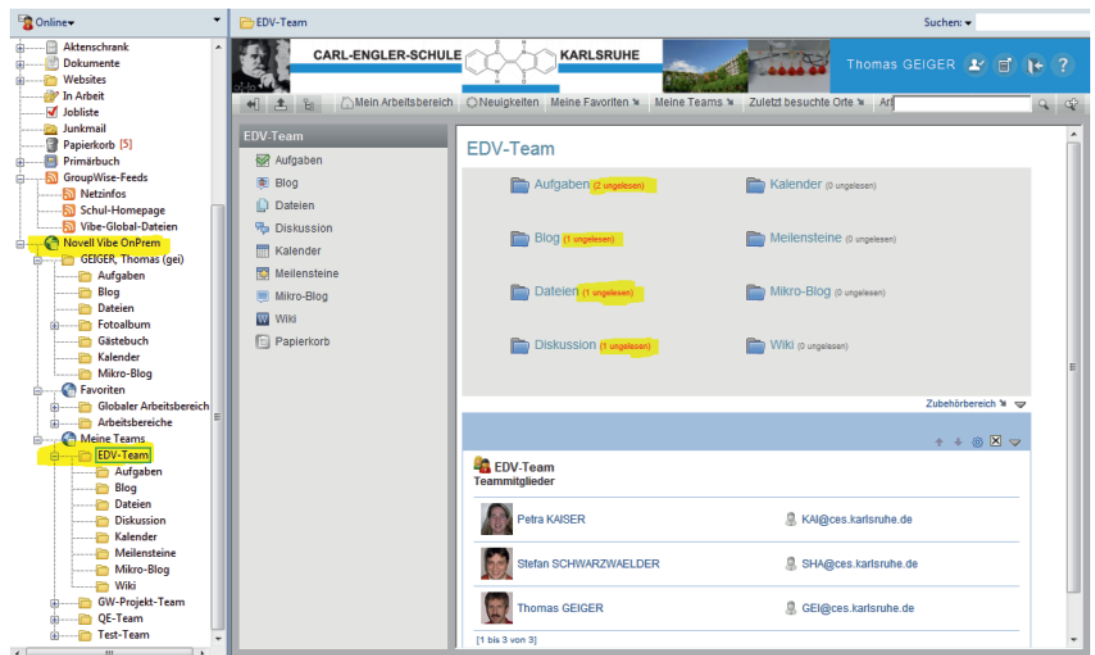 Online
EDV-Team
Suchen:
Aktenschrank
Dokumente
Websites
In Arbeit
Jobliste
Junkmail
Papierkorb [5]
Primärbuch
GroupWise-Feeds
Netzinfos
Schul-Homepage
Vibe-Global-Dateien
Novell Vibe OnPrem
GEIGER, Thomas (gei)
Aufgaben
Blog
Dateien
Fotoalbum
Gästebuch
Kalender
Mikro-Blog
Favoriten
Globaler Arbeitsbereich
Arbeitsbereiche
Meine Teams
EDV-Team
Aufgaben
Blog
Dateien
Diskussion
Kalender
Meilensteine
Mikro-Blog
Wiki
GW-Projekt-Team
QE-Team
Test-Team
CARL-ENGLER-SCHULE KARLSRUHE
Thomas GEIGER
Mein Arbeitsbereich Neuigkeiten Meine Favoriten Meine Teams Zuletzt besuchte Orte
EDV-Team
Aufgaben
Blog
Dateien
Diskussion
Kalender
Meilensteine
Mikro-Blog
Wiki
Papierkorb
EDV-Team
Aufgaben (2 ungelesen) Kalender (0 ungelesen)
Blog (1 ungelesen) Meilensteine (0 ungelesen)
Dateien (1 ungelesen) Mikro-Blog (0 ungelesen)
Diskussion (1 ungelesen) Wiki (0 ungelesen)
Zubehörbereich
EDV-Team
Teammitglieder
Petra KAISER KAI@ces.karlsruhe.de
Stefan SCHWARZWAELDER SHA@ces.karlsruhe.de
Thomas GEIGER GEI@ces.karlsruhe.de
[1 bis 3 von 3]